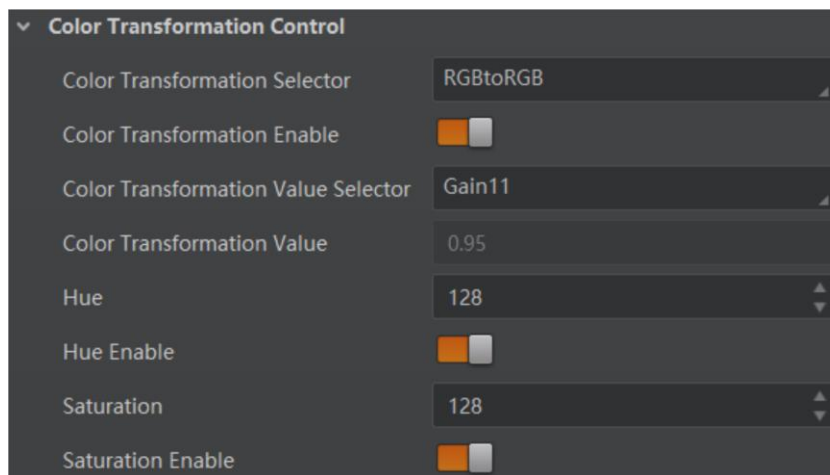 Color Transformation Control
Color Transformation Selector RGBtoRGB
Color Transformation Enable
Color Transformation Value Selector Gain11
Color Transformation Value 0.95
Hue 128
Hue Enable
Saturation 128
Saturation Enable